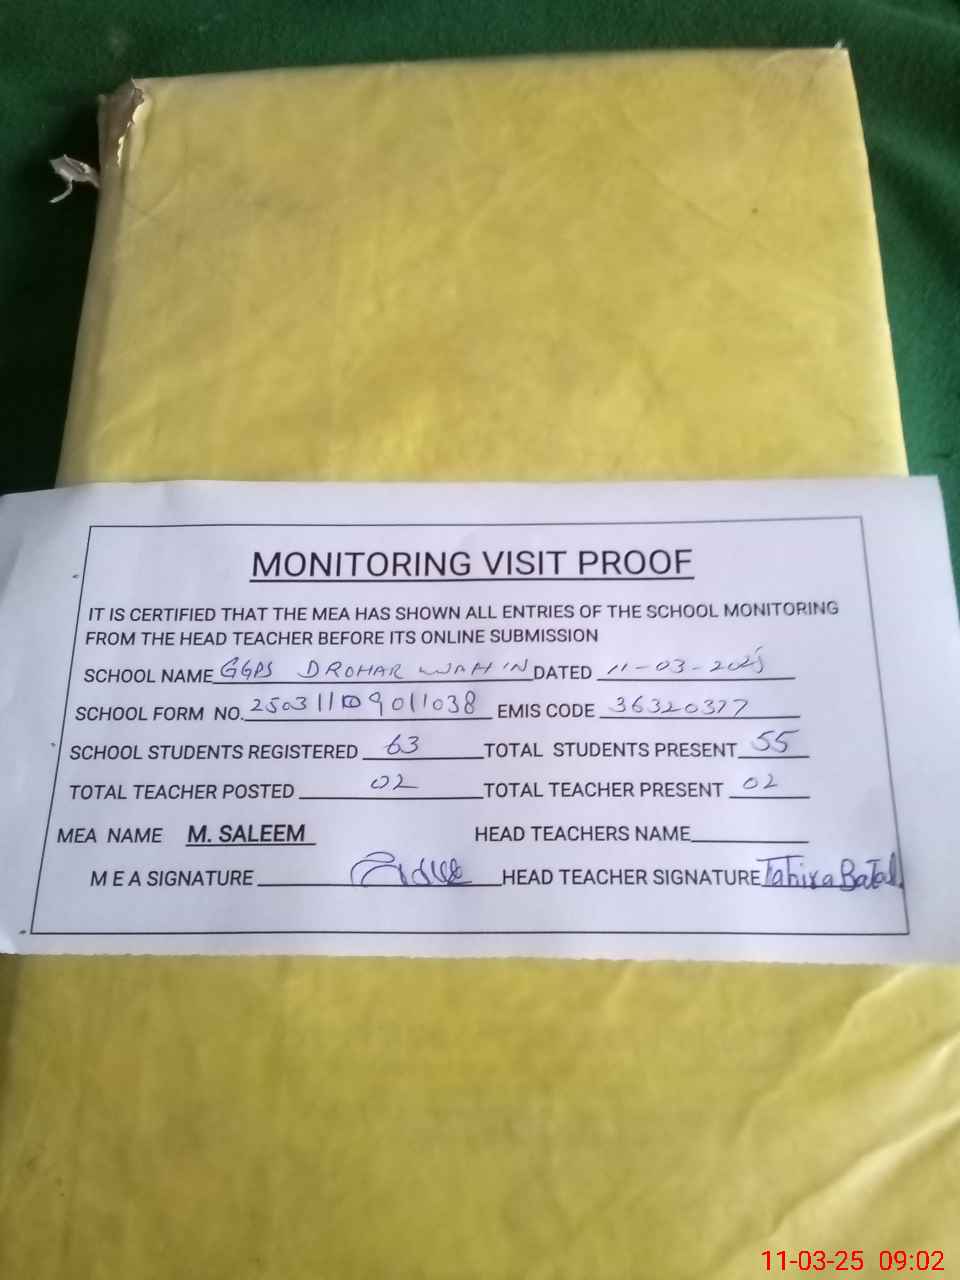 MONITORING VISIT PROOF
IT IS CERTIFIED THAT THE MEA HAS SHOWN ALL ENTRIES OF THE SCHOOL MONITORING
FROM THE HEAD TEACHER BEFORE ITS ONLINE SUBMISSION
SCHOOL NAME GGPS DROHAR WAHIN DATED 11-03-2025
SCHOOL FORM NO. EMIS CODE 36320377
SCHOOL STUDENTS REGISTERED 63 TOTAL STUDENTS PRESENT 55
TOTAL TEACHER POSTED 02 TOTAL TEACHER PRESENT 02
MEA NAME M. SALEEM HEAD TEACHERS NAME
M E A SIGNATURE HEAD TEACHER SIGNATURE Tahira Batal
11-03-25 09:02